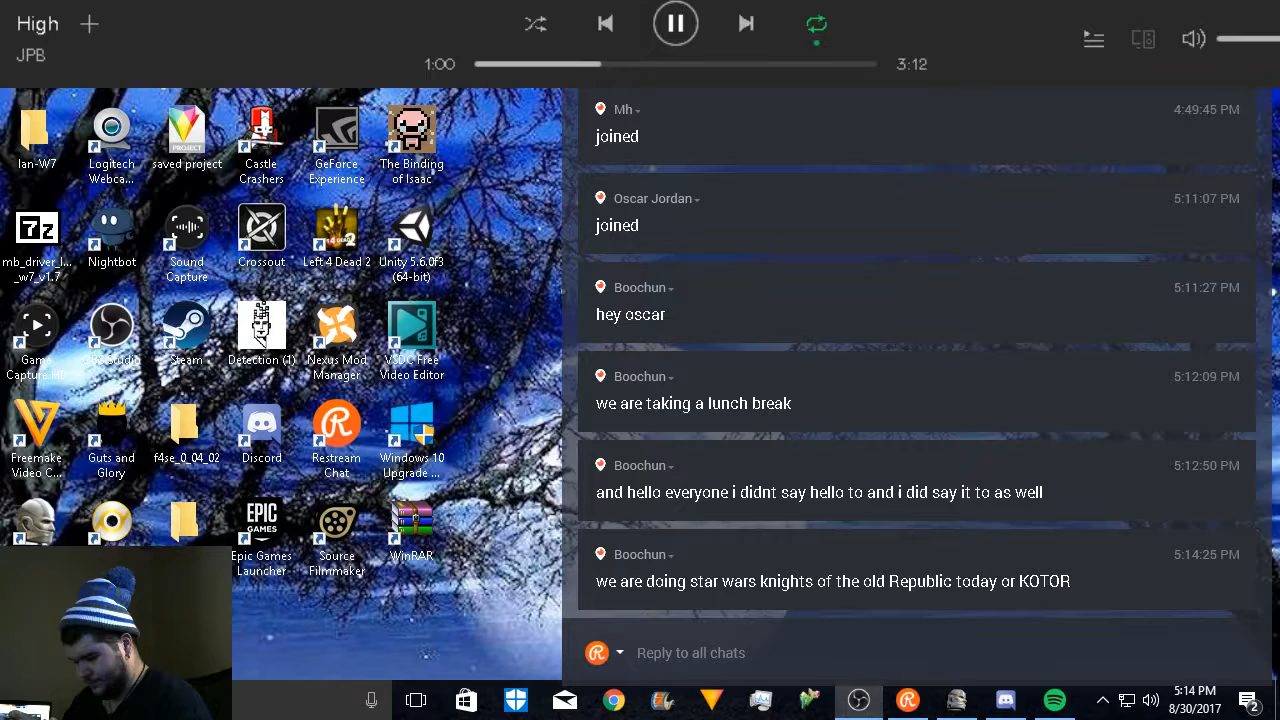 High
JPB
1:00
3:12
Ian-W7
Logitech Webca...
saved project
Castle Crashers
GeForce Experience
The Binding of Isaac
mb_driver_l... _w7_v1.7
Nightbot
Sound Capture
Crossout
Left 4 Dead 2
Unity 5.6.0f3 (64-bit)
Game Capture HD
OBS Studio
Steam
Detection (1)
Nexus Mod Manager
VSDC Free Video Editor
Freemake Video C...
Guts and Glory
f4se_0_04_02
Discord
Restream Chat
Windows 10 Upgrade ...
EPIC GAMES
Epic Games Launcher
Source Filmmaker
WinRAR
Mh
4:49:45 PM
joined
Oscar Jordan
5:11:07 PM
joined
Boochun
5:11:27 PM
hey oscar
Boochun
5:12:09 PM
we are taking a lunch break
Boochun
5:12:50 PM
and hello everyone i didnt say hello to and i did say it to as well
Boochun
5:14:25 PM
we are doing star wars knights of the old Republic today or KOTOR
Reply to all chats
5:14 PM
8/30/2017
2